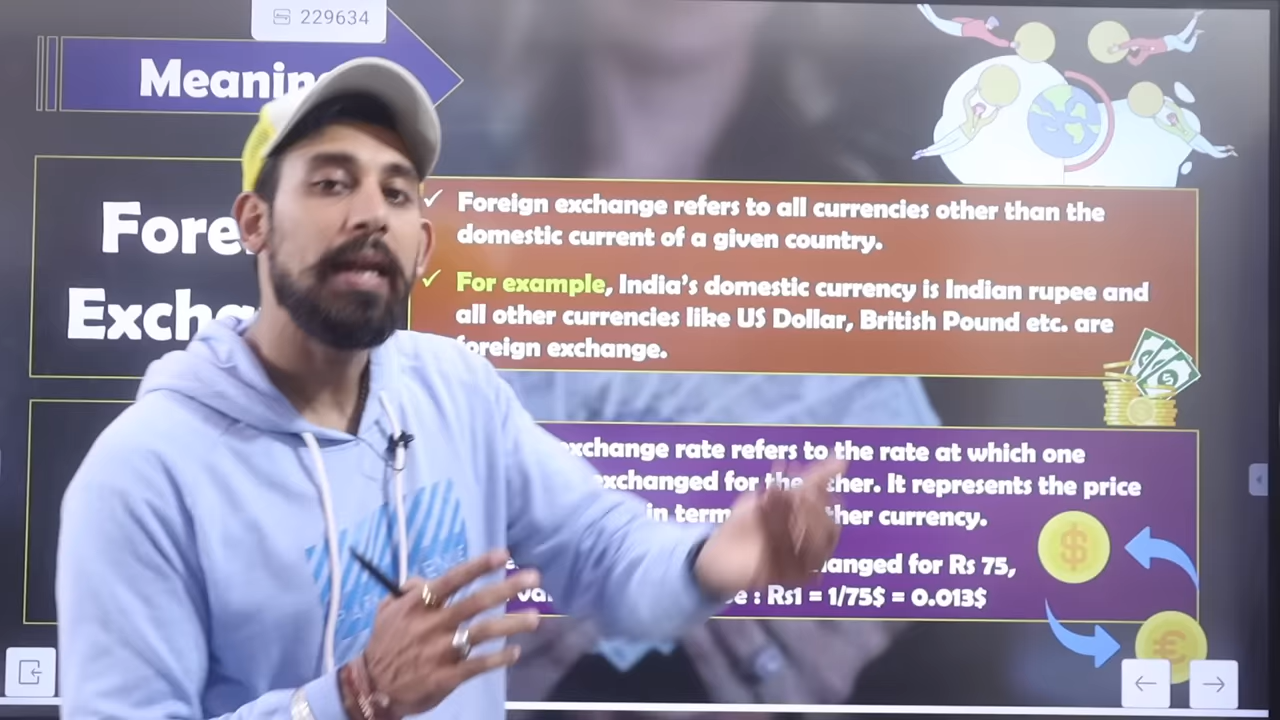 229634
Meanin
Fore
Excha
✓ Foreign exchange refers to all currencies other than the
domestic current of a given country.
✓ For example, India's domestic currency is Indian rupee and
all other currencies like US Dollar, British Pound etc. are
foreign exchange.
exchange rate refers to the rate at which one
exchanged for the other. It represents the price
in term ther currency.
anged for Rs 75,
e : Rs1 = 1/75$ = 0.013$